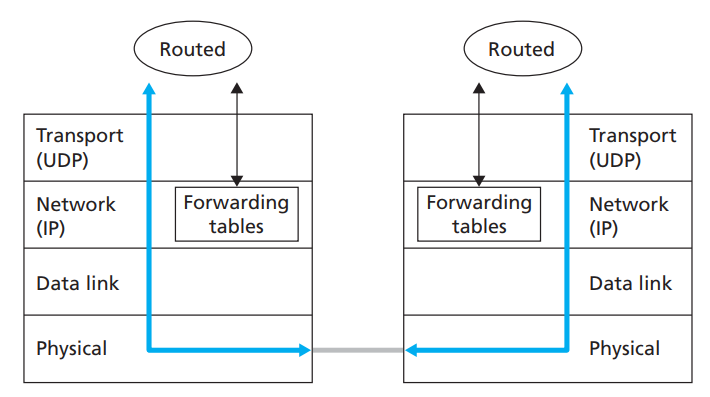 Routed
Routed
Transport
(UDP)
Transport
(UDP)
Network
(IP)
Forwarding
tables
Forwarding
tables
Network
(IP)
Data link
Data link
Physical
Physical